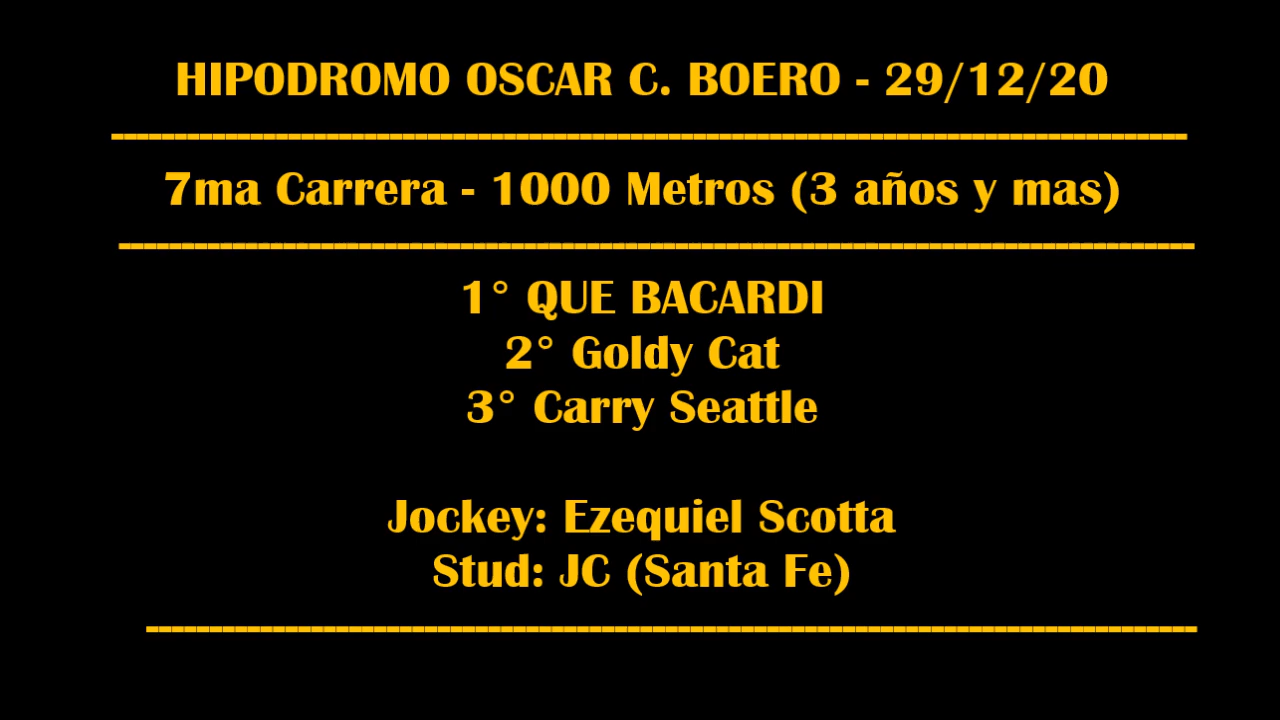 HIPODROMO OSCAR C. BOERO - 29/12/20
7ma Carrera - 1000 Metros (3 años y mas)
1° QUE BACARDI
2° Goldy Cat
3° Carry Seattle
Jockey: Ezequiel Scotta
Stud: JC (Santa Fe)